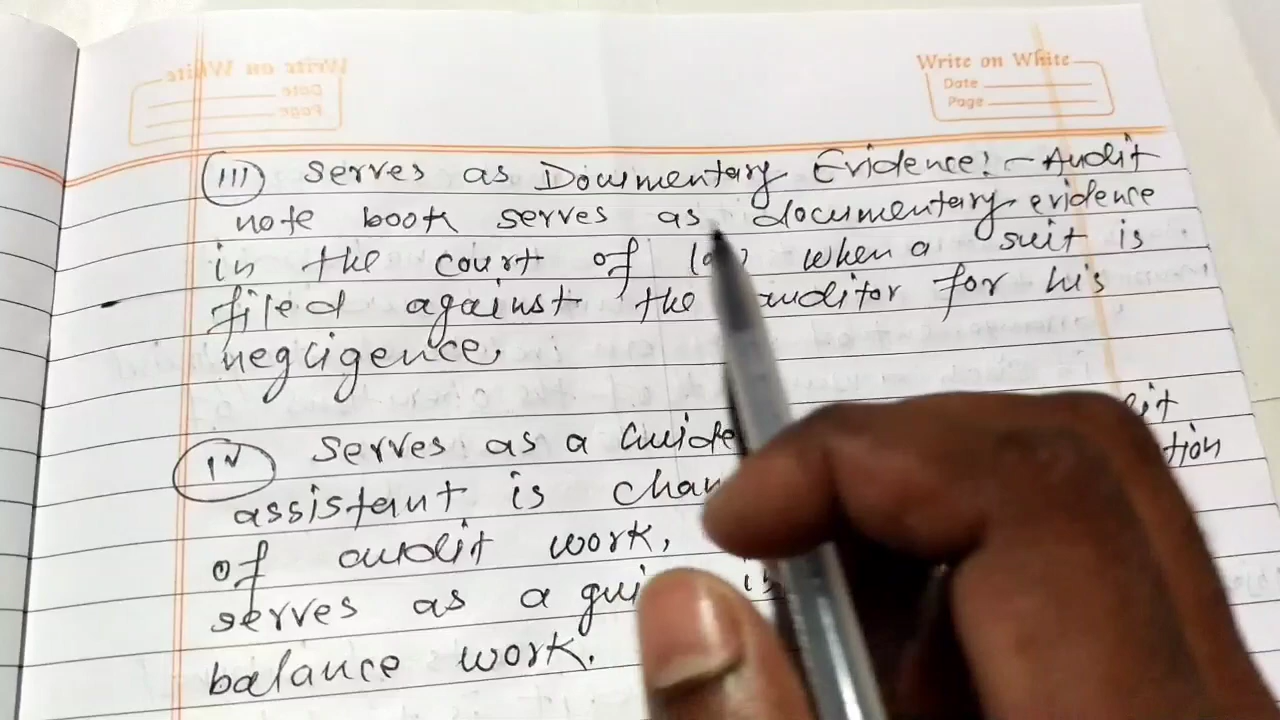 Write on White
Date
Page
(iii) Serves as Documentary Evidence:- Audit
note book serves as documentary evidence
in the court of law when a suit is
filed against the auditor for his
negligence.
(iv) Serves as a Guide
assistant is
of audit work,
serves as a
balance work.